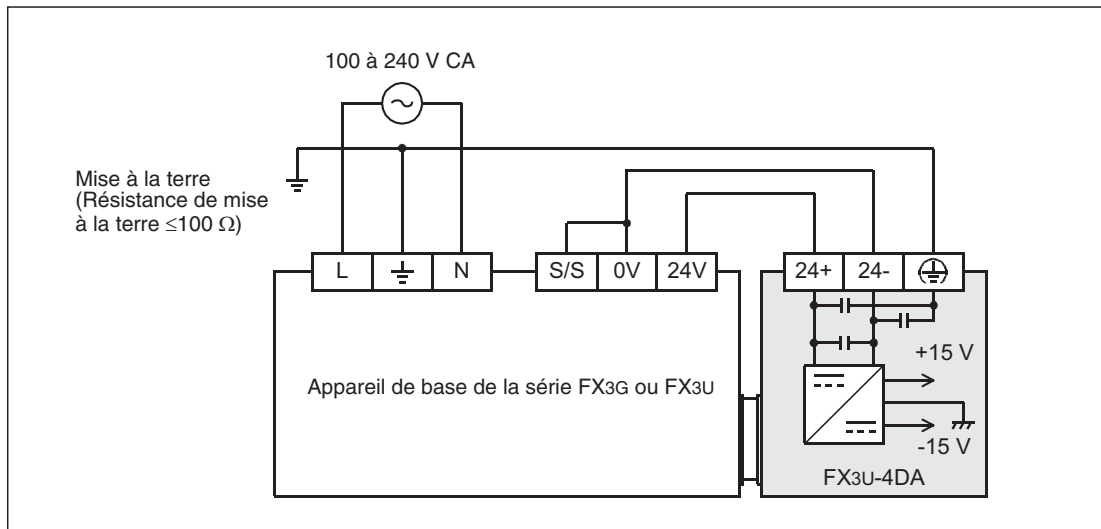 100 à 240 V CA
Mise à la terre
(Résistance de mise
à la terre ≤100 Ω)
L
N
S/S
0V
24V
24+
24-
+15 V
Appareil de base de la série FX3G ou FX3U
-15 V
FX3U-4DA